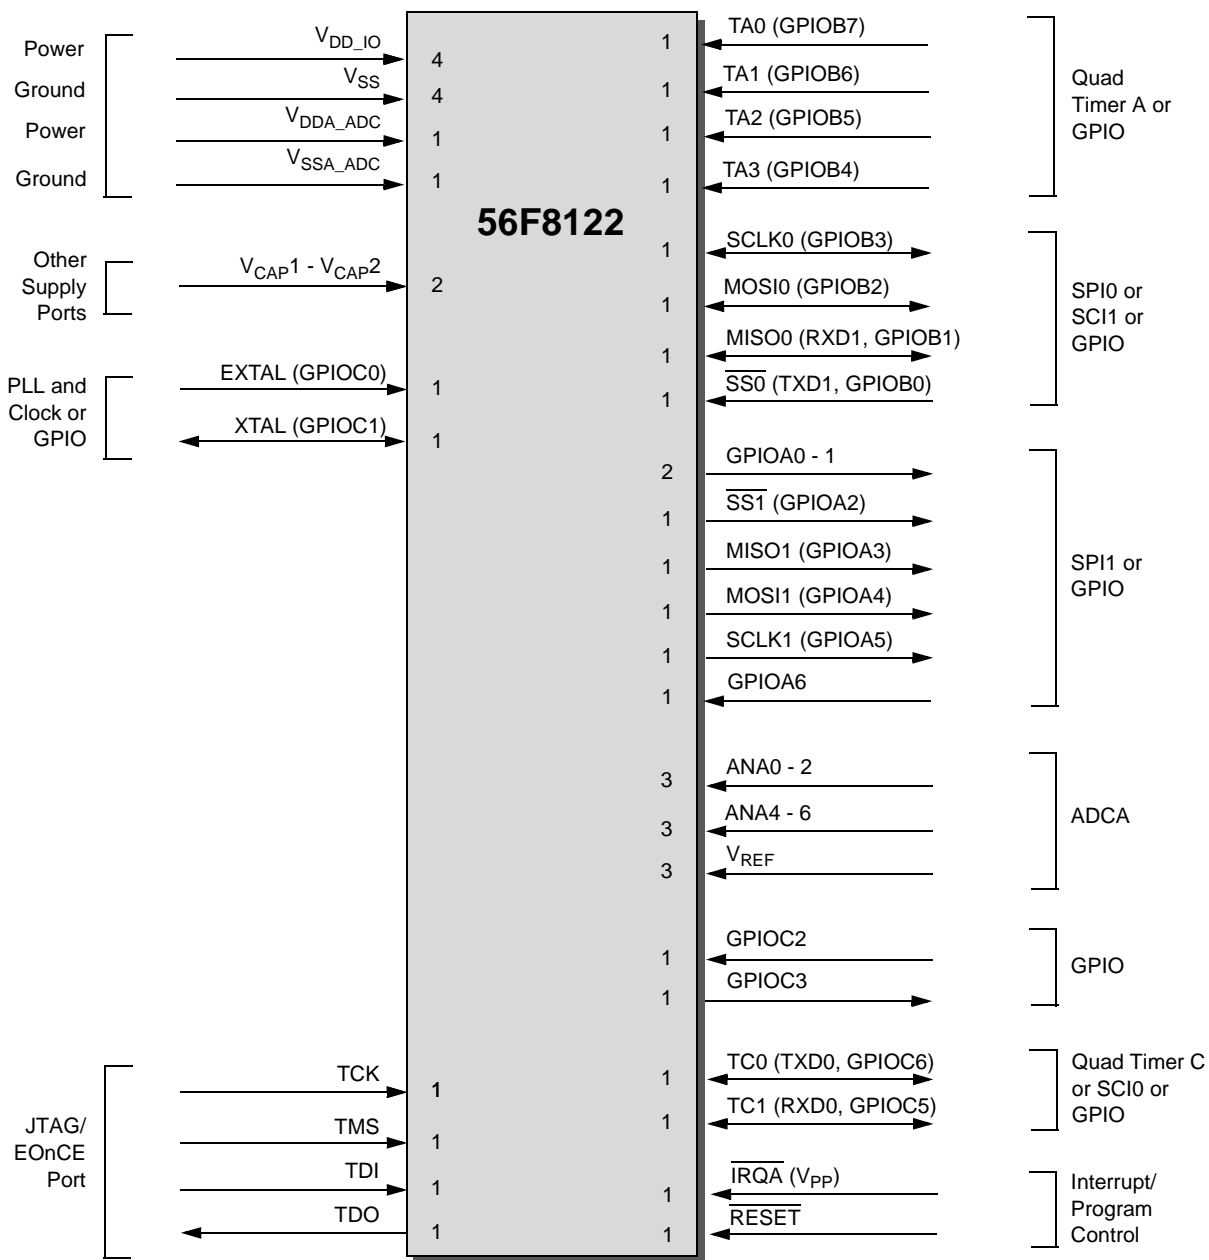 Power
V_DD_IO
4
Ground
V_SS
4
Power
V_DDA_ADC
1
Ground
V_SSA_ADC
1
Other
Supply
Ports
V_CAP1 - V_CAP2
2
PLL and
Clock or
GPIO
EXTAL (GPIOC0)
1
XTAL (GPIOC1)
1
JTAG/
EOnCE
Port
TCK
1
TMS
1
TDI
1
TDO
1
56F8122
1
TA0 (GPIOB7)
1
TA1 (GPIOB6)
1
TA2 (GPIOB5)
1
TA3 (GPIOB4)
Quad
Timer A or
GPIO
1
SCLK0 (GPIOB3)
1
MOSI0 (GPIOB2)
1
MISO0 (RXD1, GPIOB1)
1
S̅S̅0̅ (TXD1, GPIOB0)
SPI0 or
SCI1 or
GPIO
2
GPIOA0 - 1
1
S̅S̅1̅ (GPIOA2)
1
MISO1 (GPIOA3)
1
MOSI1 (GPIOA4)
1
SCLK1 (GPIOA5)
1
GPIOA6
SPI1 or
GPIO
3
ANA0 - 2
3
ANA4 - 6
3
V_REF
ADCA
1
GPIOC2
1
GPIOC3
GPIO
1
TC0 (TXD0, GPIOC6)
1
TC1 (RXD0, GPIOC5)
Quad Timer C
or SCI0 or
GPIO
1
I̅R̅Q̅A̅ (V_PP)
1
R̅E̅S̅E̅T̅
Interrupt/
Program
Control